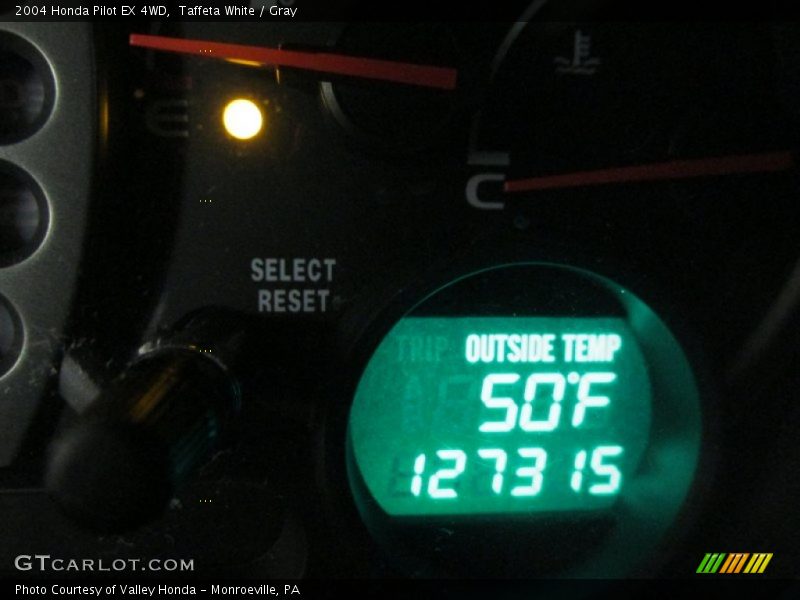 2004 Honda Pilot EX 4WD,  Taffeta White / Gray
C
SELECT
RESET
TRIP OUTSIDE TEMP
50°F
127315
GTCARLOT.COM
Photo Courtesy of Valley Honda - Monroeville, PA